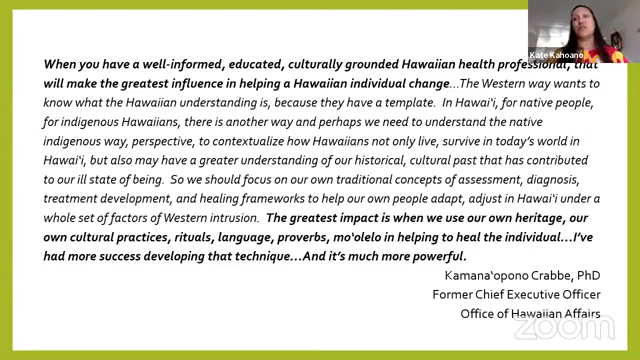 Kate Kahoano
When you have a well-informed, educated, culturally grounded Hawaiian health professional, that
will make the greatest influence in helping a Hawaiian individual change…The Western way wants to
know what the Hawaiian understanding is, because they have a template. In Hawai‘i, for native people,
for indigenous Hawaiians, there is another way and perhaps we need to understand the native
indigenous way, perspective, to contextualize how Hawaiians not only live, survive in today’s world in
Hawai‘i, but also may have a greater understanding of our historical, cultural past that has contributed
to our ill state of being. So we should focus on our own traditional concepts of assessment, diagnosis,
treatment development, and healing frameworks to help our own people adapt, adjust in Hawai‘i under a
whole set of factors of Western intrusion. The greatest impact is when we use our own heritage, our
own cultural practices, rituals, language, proverbs, mo‘olelo in helping to heal the individual…I’ve
had more success developing that technique…And it’s much more powerful.
Kamana‘opono Crabbe, PhD
Former Chief Executive Officer
Office of Hawaiian Affairs
zoom